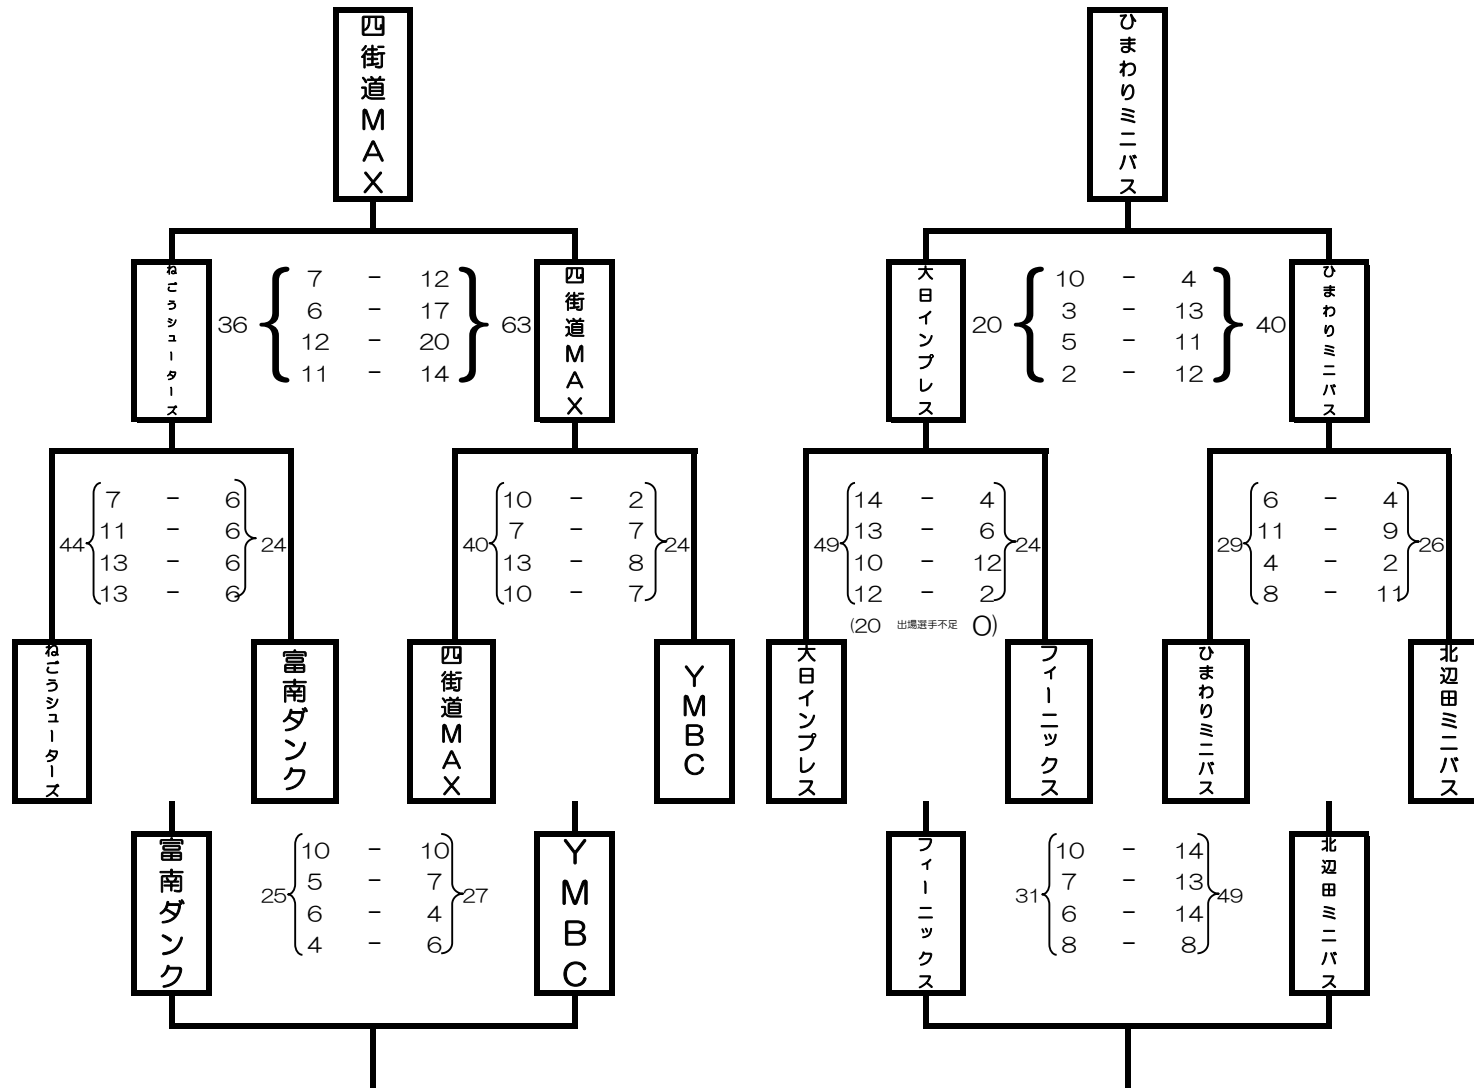 四街道MAX
ひまわりミニバス
ねごうシューターズ
36
7 － 12
6 － 17
12 － 20
11 － 14
63
四街道MAX
大日インプレス
20
10 － 4
3 － 13
5 － 11
2 － 12
40
ひまわりミニバス
44
7 － 6
11 － 6
13 － 6
13 － 6
24
40
10 － 2
7 － 7
13 － 8
10 － 7
24
49
14 － 4
13 － 6
10 － 12
12 － 2
24
(20 出場選手不足 0)
29
6 － 4
11 － 9
4 － 2
8 － 11
26
ねごうシューターズ
富南ダンク
四街道MAX
YMBC
大日インプレス
フィーニックス
ひまわりミニバス
北辺田ミニバス
富南ダンク
25
10 － 10
5 － 7
6 － 4
4 － 6
27
YMBC
フィーニックス
31
10 － 14
7 － 13
6 － 14
8 － 8
49
北辺田ミニバス